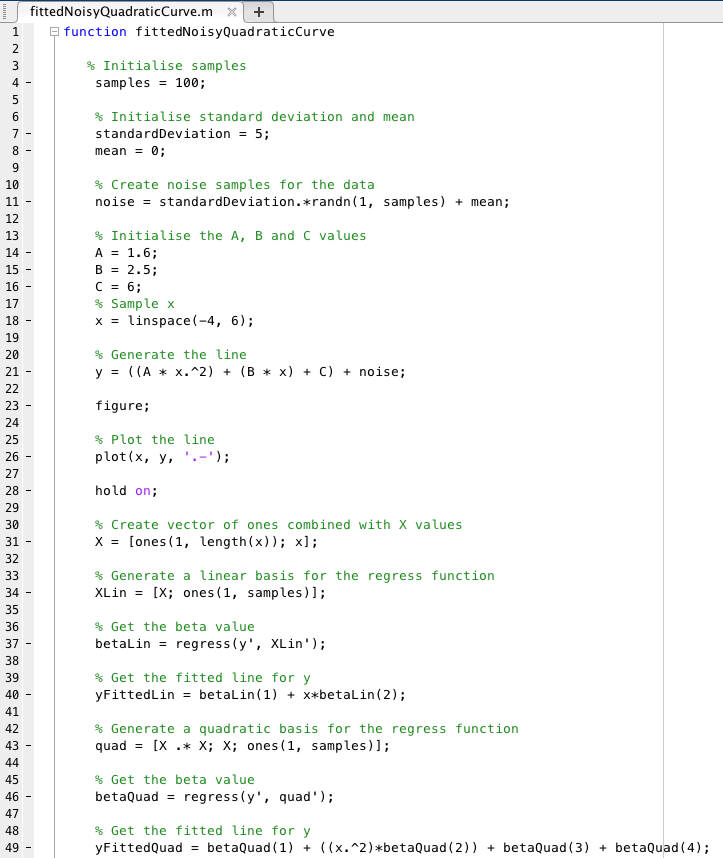 fittedNoisyQuadraticCurve.m × +
1 function fittedNoisyQuadraticCurve
2
3 % Initialise samples
4 - samples = 100;
5
6 % Initialise standard deviation and mean
7 - standardDeviation = 5;
8 - mean = 0;
9
10 % Create noise samples for the data
11 - noise = standardDeviation.*randn(1, samples) + mean;
12
13 % Initialise the A, B and C values
14 - A = 1.6;
15 - B = 2.5;
16 - C = 6;
17 % Sample x
18 - x = linspace(-4, 6);
19
20 % Generate the line
21 - y = ((A * x.^2) + (B * x) + C) + noise;
22
23 - figure;
24
25 % Plot the line
26 - plot(x, y, '.-');
27
28 - hold on;
29
30 % Create vector of ones combined with X values
31 - X = [ones(1, length(x)); x];
32
33 % Generate a linear basis for the regress function
34 - XLin = [X; ones(1, samples)];
35
36 % Get the beta value
37 - betaLin = regress(y', XLin');
38
39 % Get the fitted line for y
40 - yFittedLin = betaLin(1) + x*betaLin(2);
41
42 % Generate a quadratic basis for the regress function
43 - quad = [X .* X; X; ones(1, samples)];
44
45 % Get the beta value
46 - betaQuad = regress(y', quad');
47
48 % Get the fitted line for y
49 - yFittedQuad = betaQuad(1) + ((x.^2)*betaQuad(2)) + betaQuad(3) + betaQuad(4);